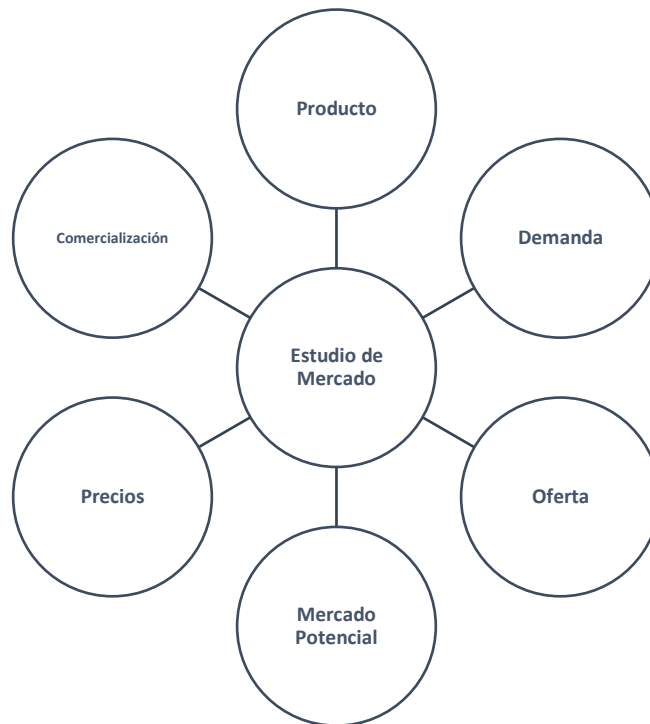 Producto
Comercialización
Demanda
Estudio de
Mercado
Precios
Oferta
Mercado
Potencial